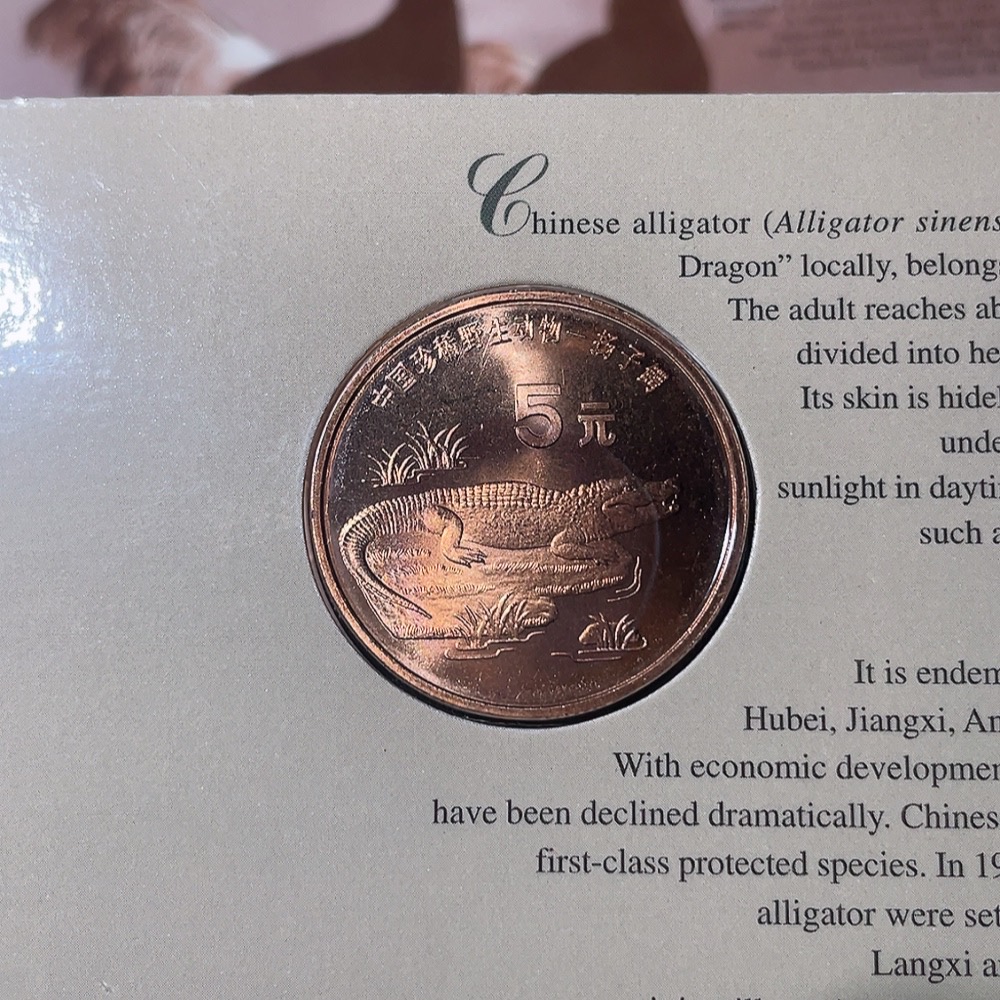 Chinese alligator (Alligator sinens
Dragon” locally, belong
The adult reaches ab
divided into he
Its skin is hide
unde
sunlight in dayti
such a
中国珍稀野生动物—扬子鳄
5元
It is endem
Hubei, Jiangxi, An
With economic developmen
have been declined dramatically. Chines
first-class protected species. In 19
alligator were set
Langxi a